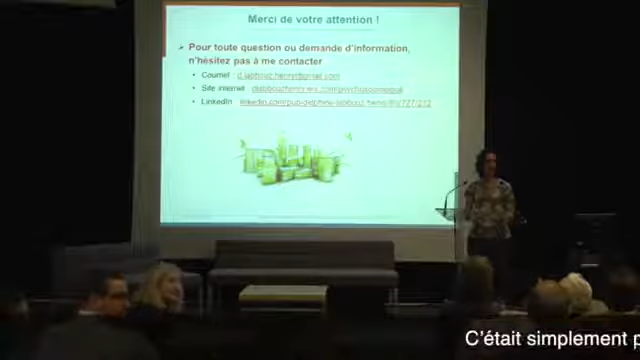 Merci de votre attention !
Pour toute question ou demande d'information,
n'hésitez pas à me contacter
Courriel :
Site internet :
LinkedIn
C'était simplement p